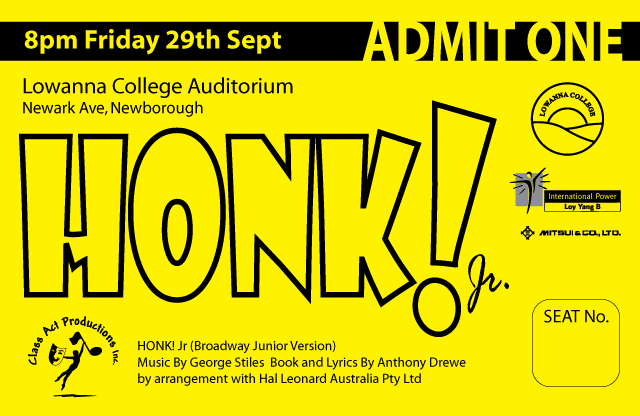 8pm Friday 29th Sept
ADMIT ONE
Lowanna College Auditorium
Newark Ave, Newborough
LOWANNA COLLEGE
HONK!
Jr.
International Power
Loy Yang B
MITSUI & CO., LTD.
SEAT No.
Class Act Productions Inc.
HONK! Jr (Broadway Junior Version)
Music By George Stiles Book and Lyrics By Anthony Drewe
by arrangement with Hal Leonard Australia Pty Ltd